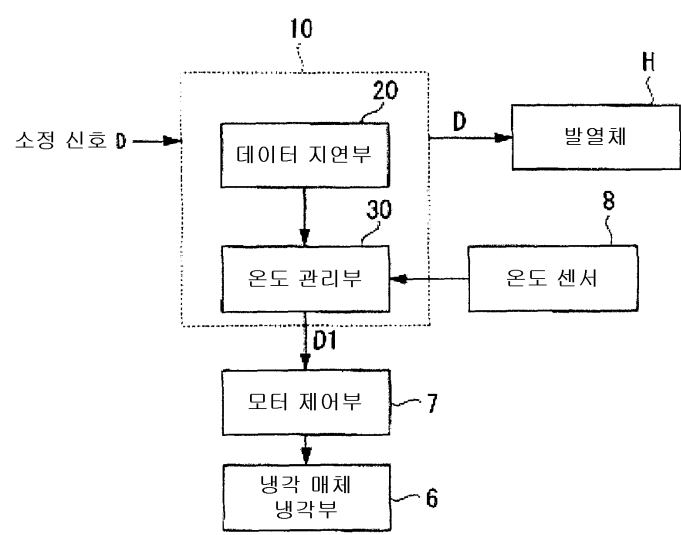 10
H
20
소정 신호 D
D
데이터 지연부
발열체
30
8
온도 관리부
온도 센서
D1
모터 제어부
7
냉각 매체
냉각부
6